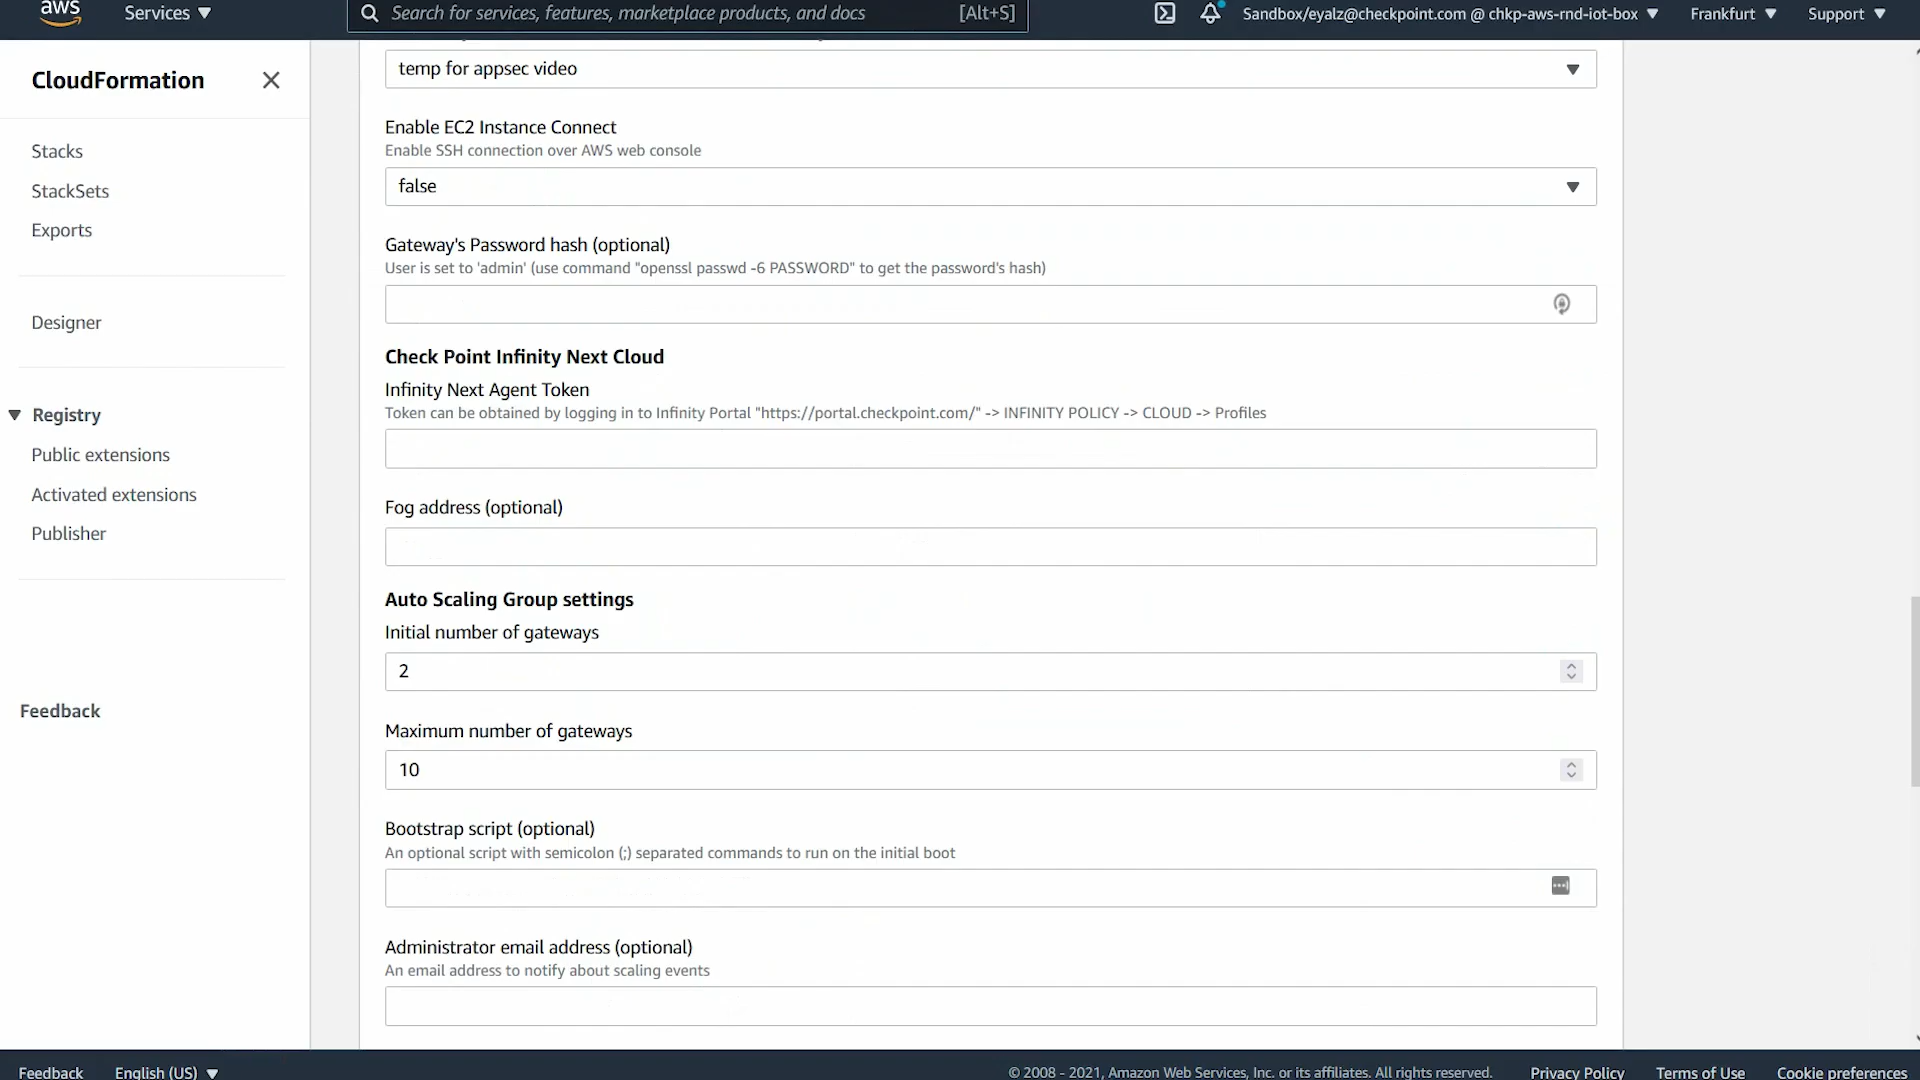 aws
Services
Search for services, features, marketplace products, and docs
[Alt+S]
Sandbox/eyalz@checkpoint.com @ chkp-aws-rnd-iot-box
Frankfurt
Support
CloudFormation
Stacks
StackSets
Exports
Designer
Registry
Public extensions
Activated extensions
Publisher
Feedback
temp for appsec video
Enable EC2 Instance Connect
Enable SSH connection over AWS web console
false
Gateway's Password hash (optional)
User is set to 'admin' (use command "openssl passwd -6 PASSWORD" to get the password's hash)
Check Point Infinity Next Cloud
Infinity Next Agent Token
Token can be obtained by logging in to Infinity Portal "https://portal.checkpoint.com/" -> INFINITY POLICY -> CLOUD -> Profiles
Fog address (optional)
Auto Scaling Group settings
Initial number of gateways
2
Maximum number of gateways
10
Bootstrap script (optional)
An optional script with semicolon (;) separated commands to run on the initial boot
Administrator email address (optional)
An email address to notify about scaling events
Feedback
English (US)
© 2008 - 2021, Amazon Web Services, Inc. or its affiliates. All rights reserved.
Privacy Policy
Terms of Use
Cookie preferences